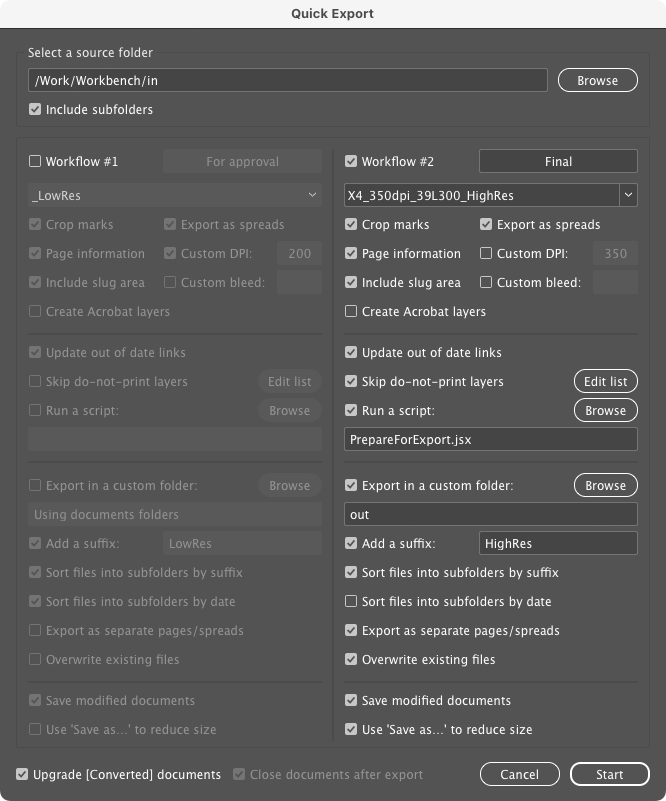 Quick Export
Select a source folder
/Work/Workbench/in
Browse
Include subfolders
Workflow #1
For approval
_LowRes
Crop marks
Export as spreads
Page information
Custom DPI:
200
Include slug area
Custom bleed:
Create Acrobat layers
Update out of date links
Skip do-not-print layers
Edit list
Run a script:
Browse
Export in a custom folder:
Browse
Using documents folders
Add a suffix:
LowRes
Sort files into subfolders by suffix
Sort files into subfolders by date
Export as separate pages/spreads
Overwrite existing files
Save modified documents
Use 'Save as...' to reduce size
Workflow #2
Final
X4_350dpi_39L300_HighRes
Crop marks
Export as spreads
Page information
Custom DPI:
350
Include slug area
Custom bleed:
Create Acrobat layers
Update out of date links
Skip do-not-print layers
Edit list
Run a script:
Browse
PrepareForExport.jsx
Export in a custom folder:
Browse
out
Add a suffix:
HighRes
Sort files into subfolders by suffix
Sort files into subfolders by date
Export as separate pages/spreads
Overwrite existing files
Save modified documents
Use 'Save as...' to reduce size
Upgrade [Converted] documents
Close documents after export
Cancel
Start